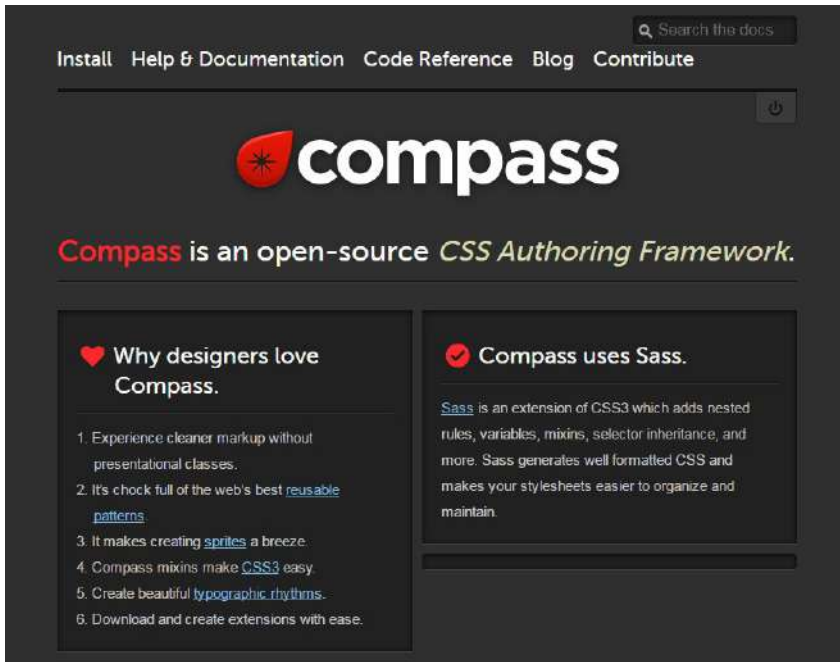 Search the docs
Install Help & Documentation Code Reference Blog Contribute
compass
Compass is an open-source CSS Authoring Framework.
Why designers love
Compass.
1. Experience cleaner markup without
presentational classes.
2. It's chock full of the web's best reusable
patterns.
3. It makes creating sprites a breeze.
4. Compass mixins make CSS3 easy.
5. Create beautiful typographic rhythms.
6. Download and create extensions with ease.
Compass uses Sass.
Sass is an extension of CSS3 which adds nested
rules, variables, mixins, selector inheritance, and
more. Sass generates well formatted CSS and
makes your stylesheets easier to organize and
maintain.